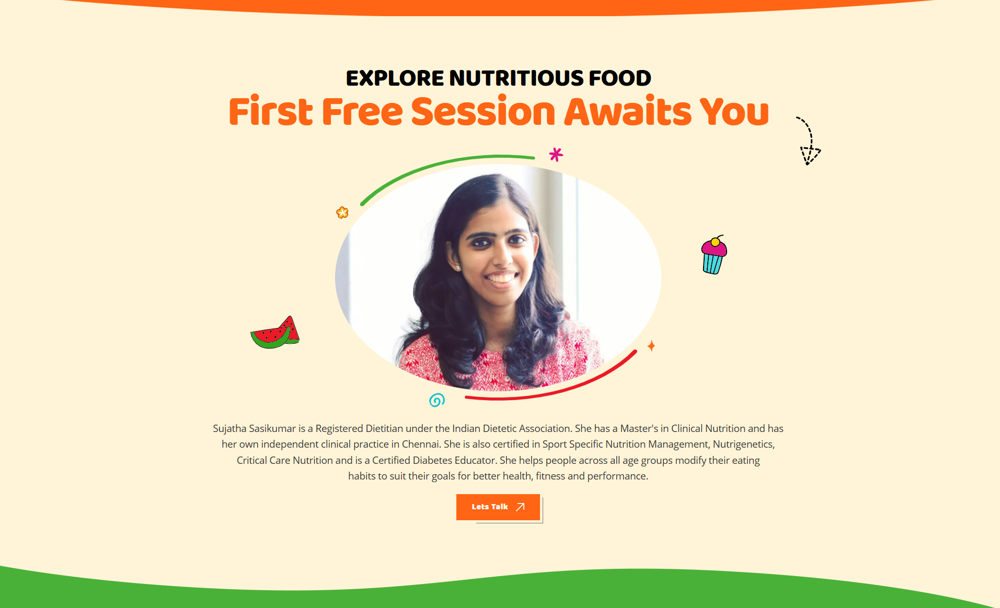 EXPLORE NUTRITIOUS FOOD
First Free Session Awaits You
Sujatha Sasikumar is a Registered Dietitian under the Indian Dietetic Association. She has a Master's in Clinical Nutrition and has
her own independent clinical practice in Chennai. She is also certified in Sport Specific Nutrition Management, Nutrigenetics,
Critical Care Nutrition and is a Certified Diabetes Educator. She helps people across all age groups modify their eating
habits to suit their goals for better health, fitness and performance.
Lets Talk